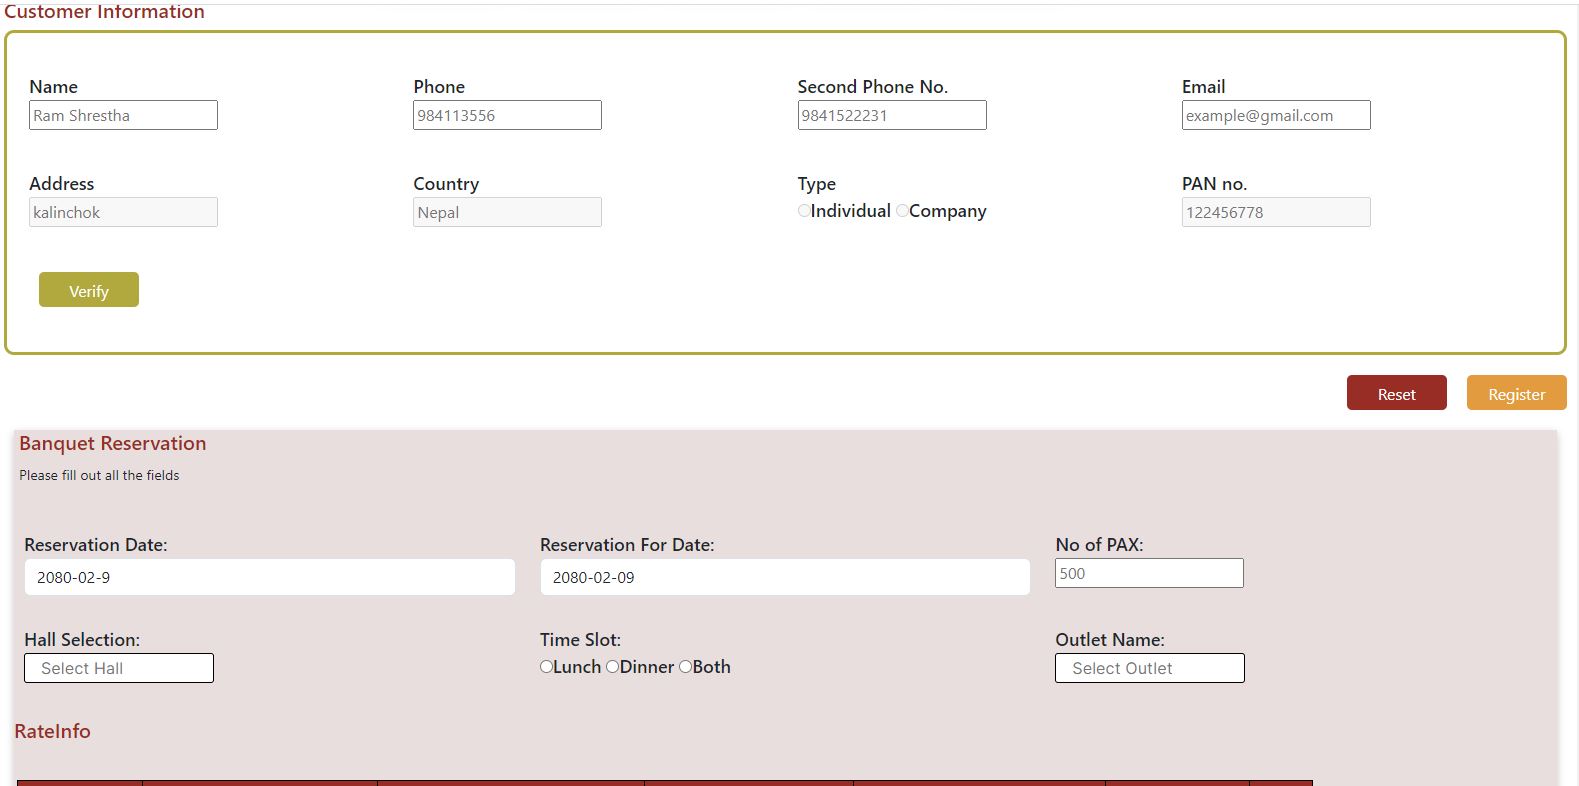 Customer Information
Name Phone Second Phone No. Email
Ram Shrestha 984113556 9841522231 example@gmail.com
Address Country Type PAN no.
kalinchok Nepal Individual Company 122456778
Verify
Reset Register
Banquet Reservation
Please fill out all the fields
Reservation Date: Reservation For Date: No of PAX:
2080-02-9 2080-02-09 500
Hall Selection: Time Slot: Outlet Name:
Select Hall Lunch Dinner Both Select Outlet
RateInfo